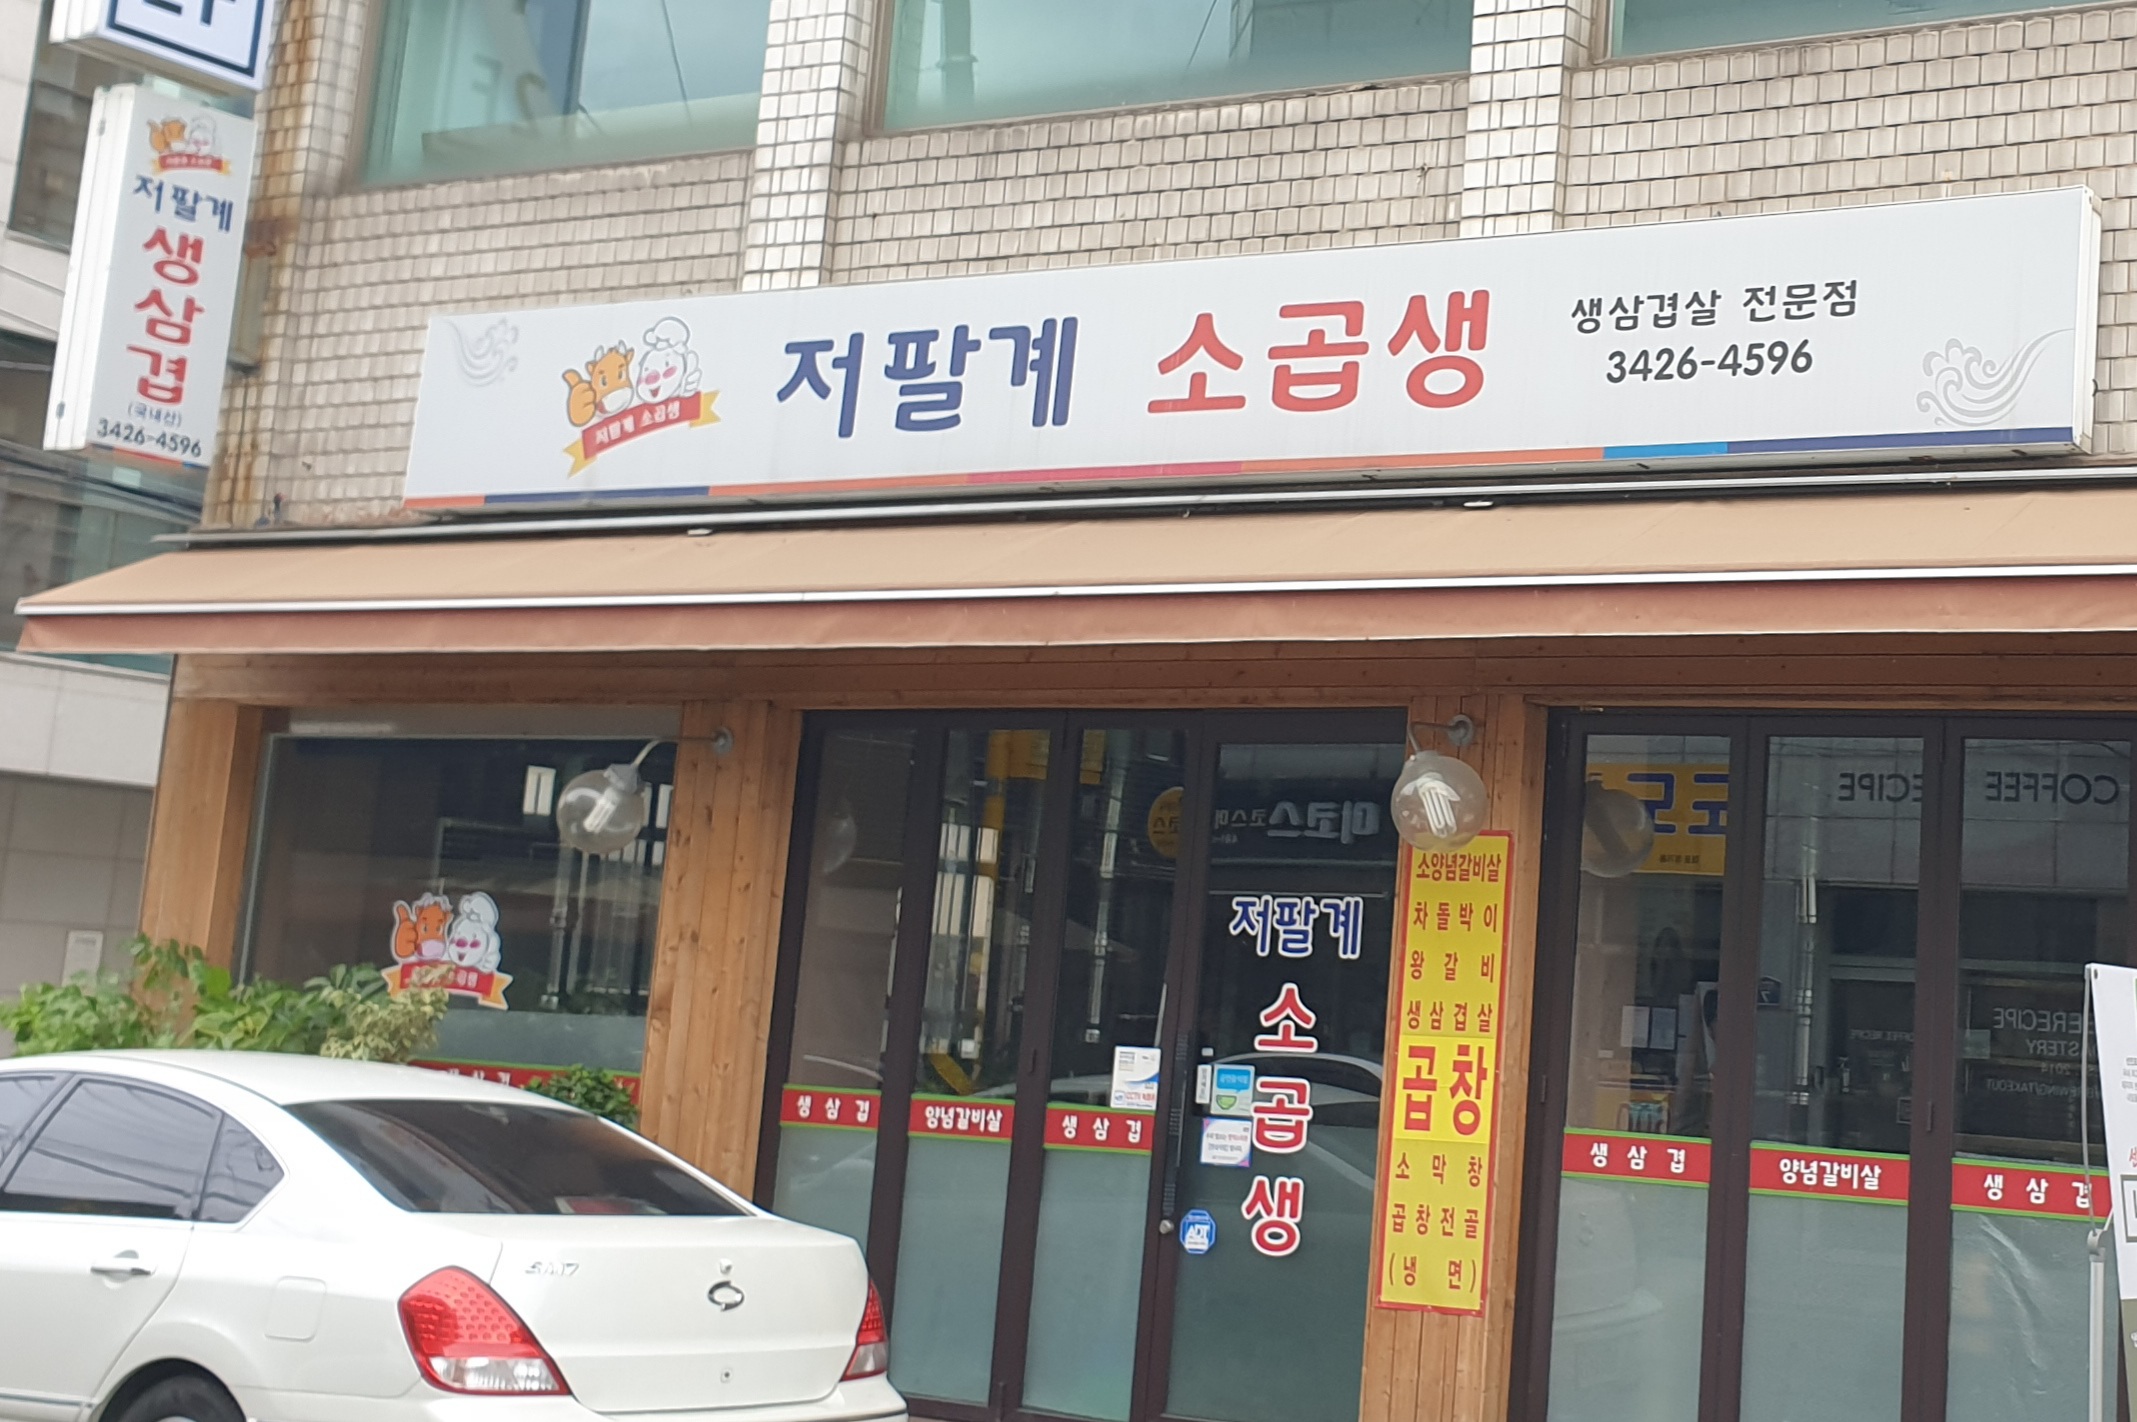 저팔계
생
삼
겹
(국내산)
3426-4596
저팔계 소곱생
저팔계 소곱생
생삼겹살 전문점
3426-4596
미코스
COFFEE RECIPE
소양념갈비살
차돌박이
왕갈비
생삼겹살
곱창
소막창
곱창전골
(냉면)
저팔계
소
곱
생
생삼겹
양념갈비살
생삼겹
생삼겹
양념갈비살
생삼겹
ADT